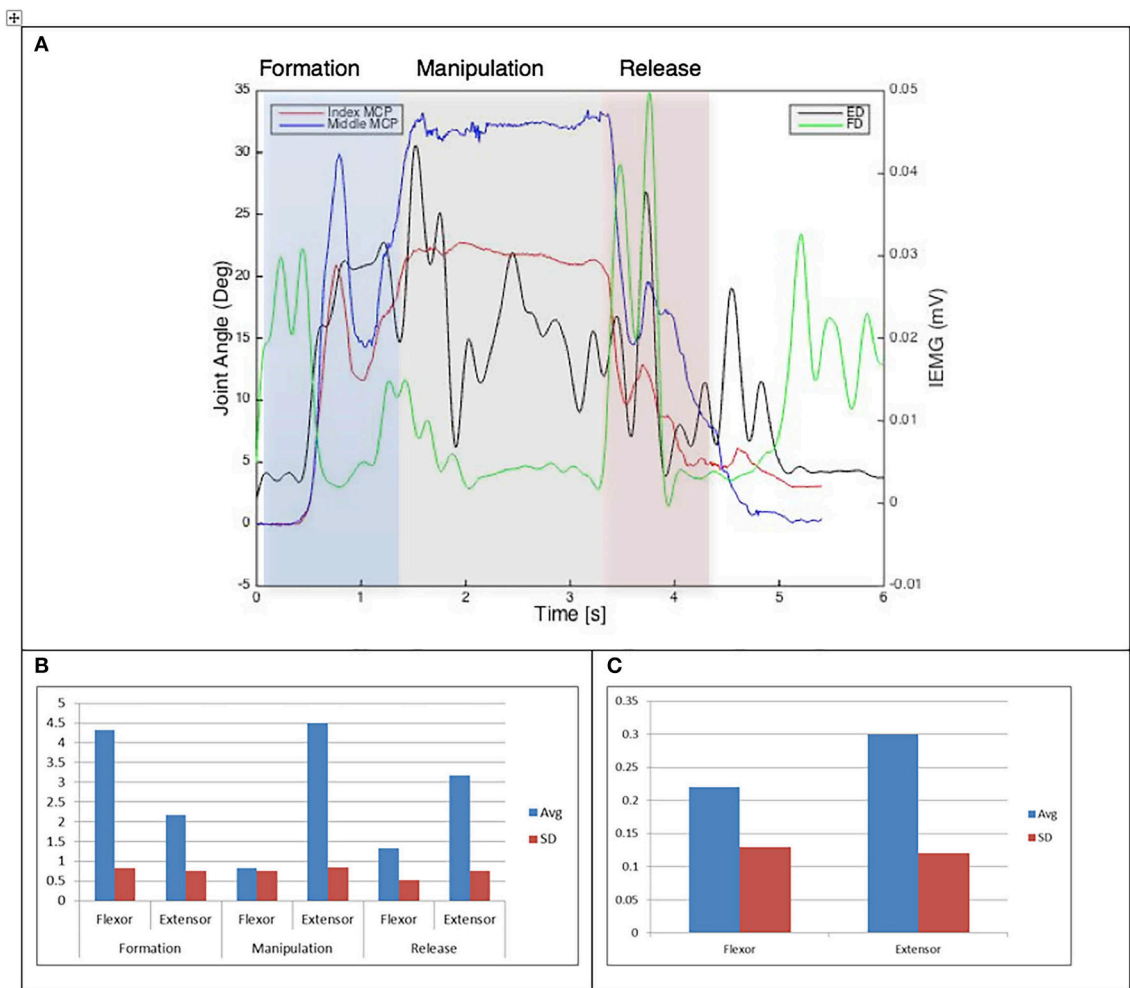 A
Formation Manipulation Release
35 0.05
Index MCP ED
Middle MCP FD
30
0.04
25
0.03
20
Joint Angle (Deg)
15
0.02
IEMG (mV)
10
0.01
5
0
0
-5 -0.01
0 1 2 3 4 5 6
Time [s]
B
5
4.5
4
3.5
3
2.5
2
1.5
1
0.5
0
Avg
SD
Flexor Extensor Flexor Extensor Flexor Extensor
Formation Manipulation Release
C
0.35
0.3
0.25
0.2
0.15
0.1
0.05
0
Avg
SD
Flexor Extensor